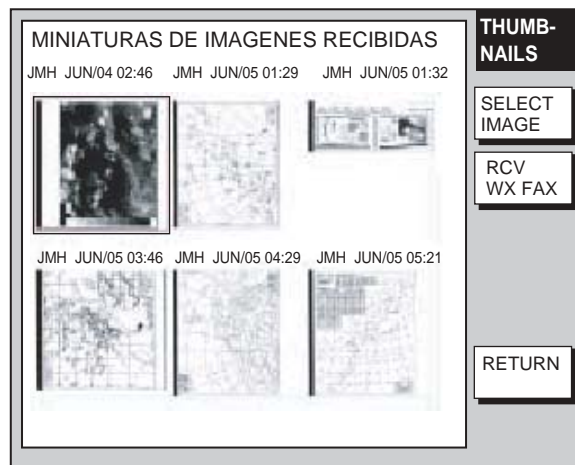 MINIATURAS DE IMAGENES RECIBIDAS
JMH JUN/04 02:46 JMH JUN/05 01:29 JMH JUN/05 01:32
JMH JUN/05 03:46 JMH JUN/05 04:29 JMH JUN/05 05:21
THUMB-
NAILS
SELECT
IMAGE
RCV
WX FAX
RETURN